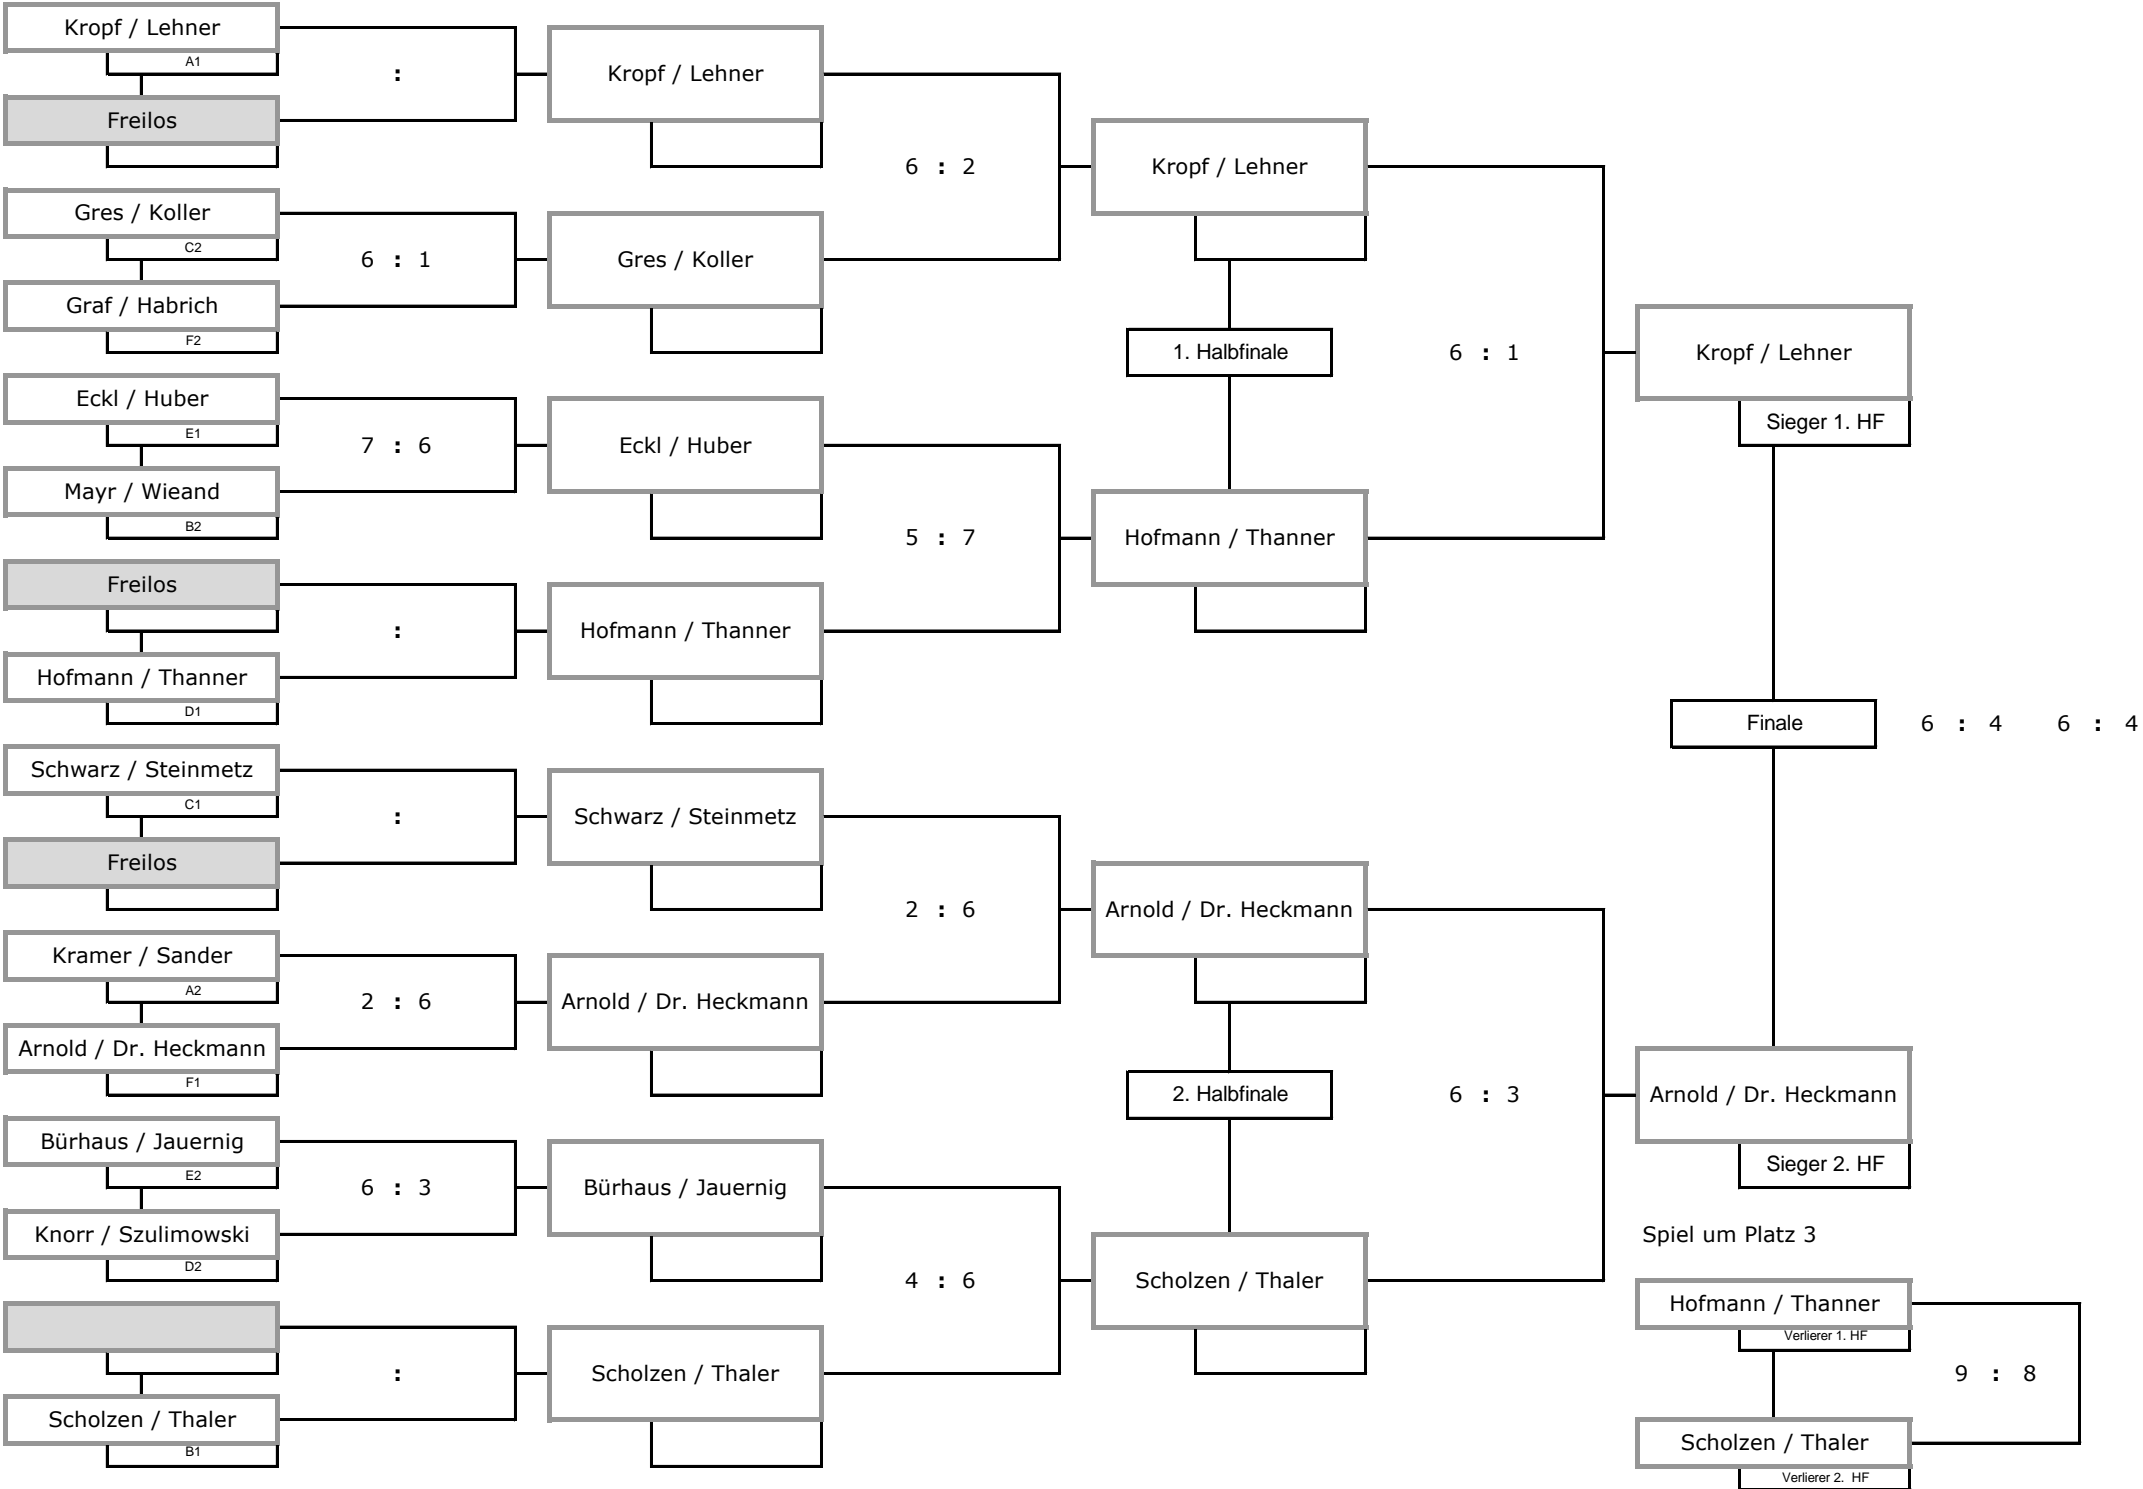 Kropf / Lehner
A1
:
Freilos
Gres / Koller
C2
6 : 1
Graf / Habrich
F2
Eckl / Huber
E1
7 : 6
Mayr / Wieand
B2
Freilos
:
Hofmann / Thanner
D1
Schwarz / Steinmetz
C1
:
Freilos
Kramer / Sander
A2
2 : 6
Arnold / Dr. Heckmann
F1
Bürhaus / Jauernig
E2
6 : 3
Knorr / Szulimowski
D2
:
Scholzen / Thaler
B1
Kropf / Lehner
6 : 2
Gres / Koller
Eckl / Huber
5 : 7
Hofmann / Thanner
Schwarz / Steinmetz
2 : 6
Arnold / Dr. Heckmann
Bürhaus / Jauernig
4 : 6
Scholzen / Thaler
Kropf / Lehner
1. Halbfinale
6 : 1
Hofmann / Thanner
Arnold / Dr. Heckmann
2. Halbfinale
6 : 3
Scholzen / Thaler
Kropf / Lehner
Sieger 1. HF
Finale
6 : 4 6 : 4
Arnold / Dr. Heckmann
Sieger 2. HF
Spiel um Platz 3
Hofmann / Thanner
Verlierer 1. HF
9 : 8
Scholzen / Thaler
Verlierer 2. HF